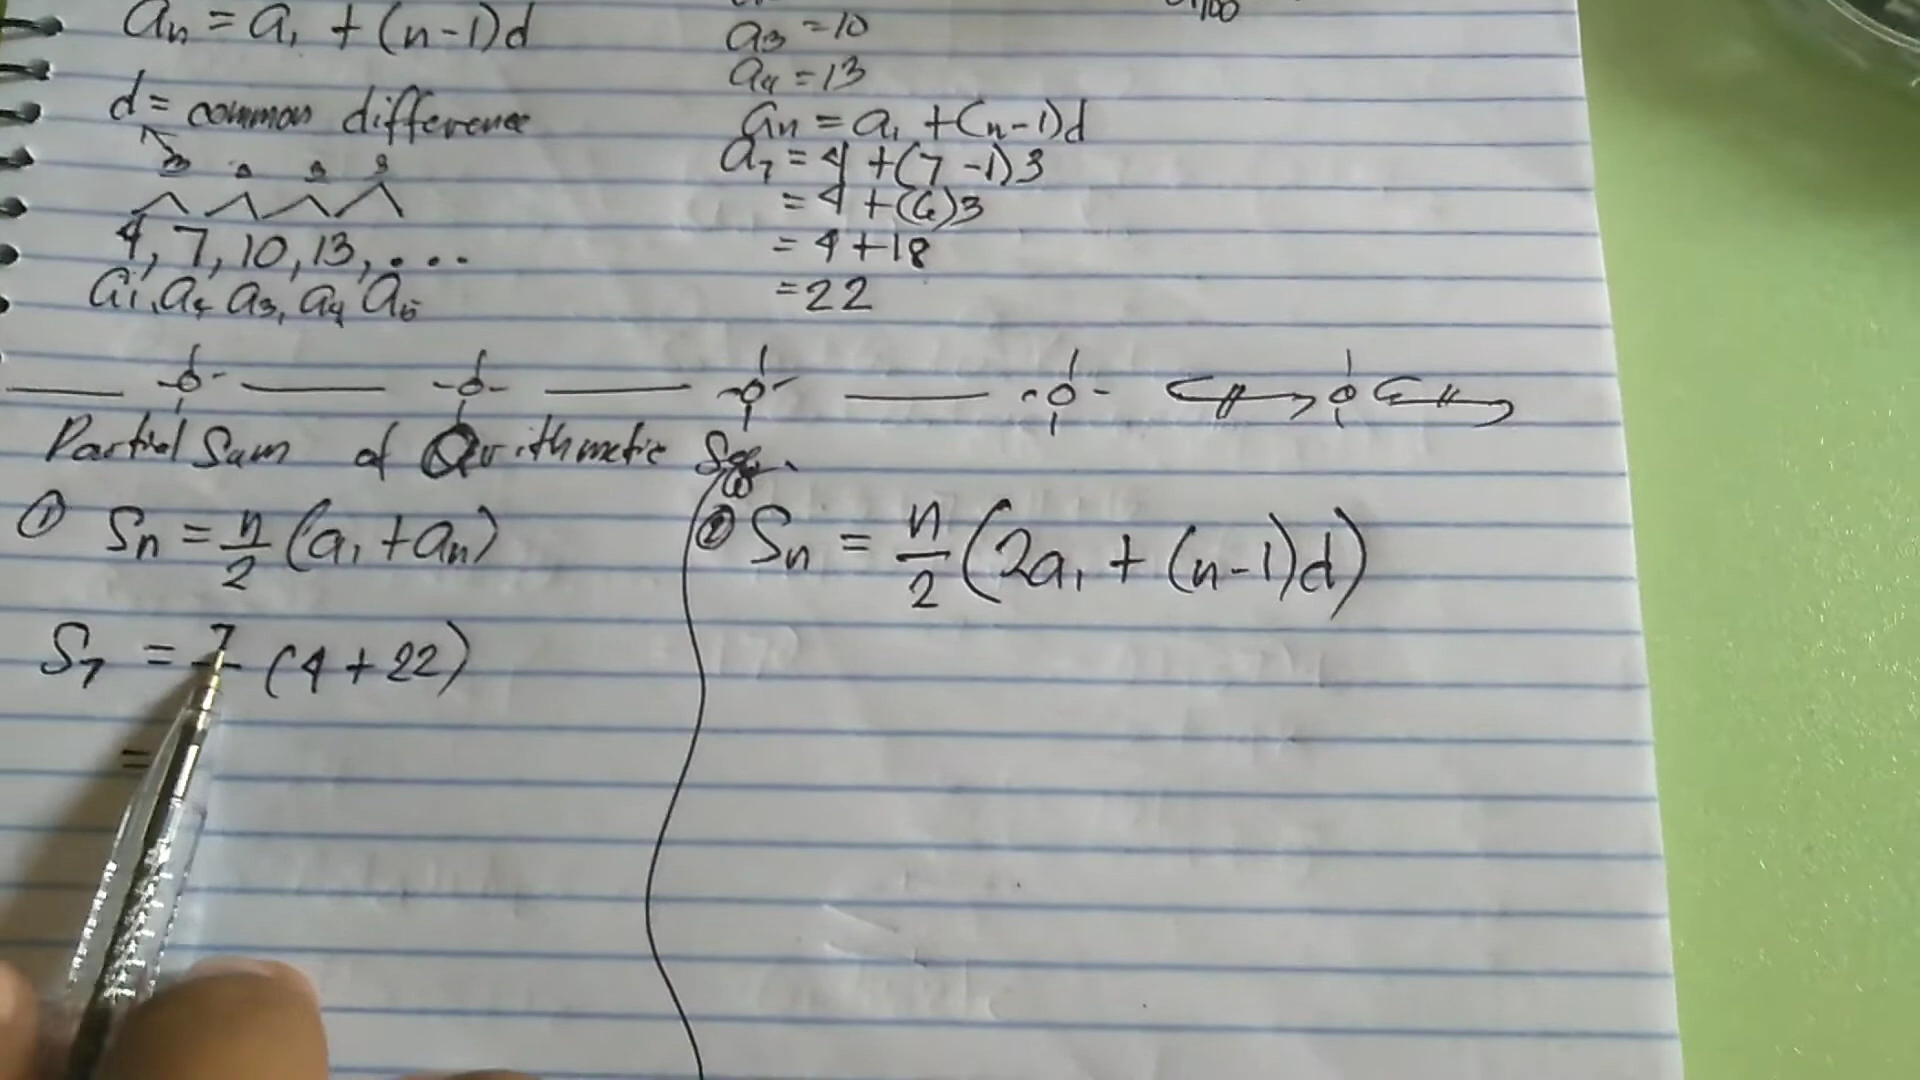 an = a1 + (n-1)d
d = common difference
3 3 3 3
4, 7, 10, 13, ...
a1, a2 a3, a4 a5
a3 = 10
a4 = 13
an = a1 + (n-1)d
a7 = 4 + (7-1)3
= 4 + (6)3
= 4 + 18
= 22
Partial Sum of Arithmetic
① Sn = n/2 (a1 + an)
S7 = 7/ (4 + 22)
=
② Sn = n/2 (2a1 + (n-1)d)